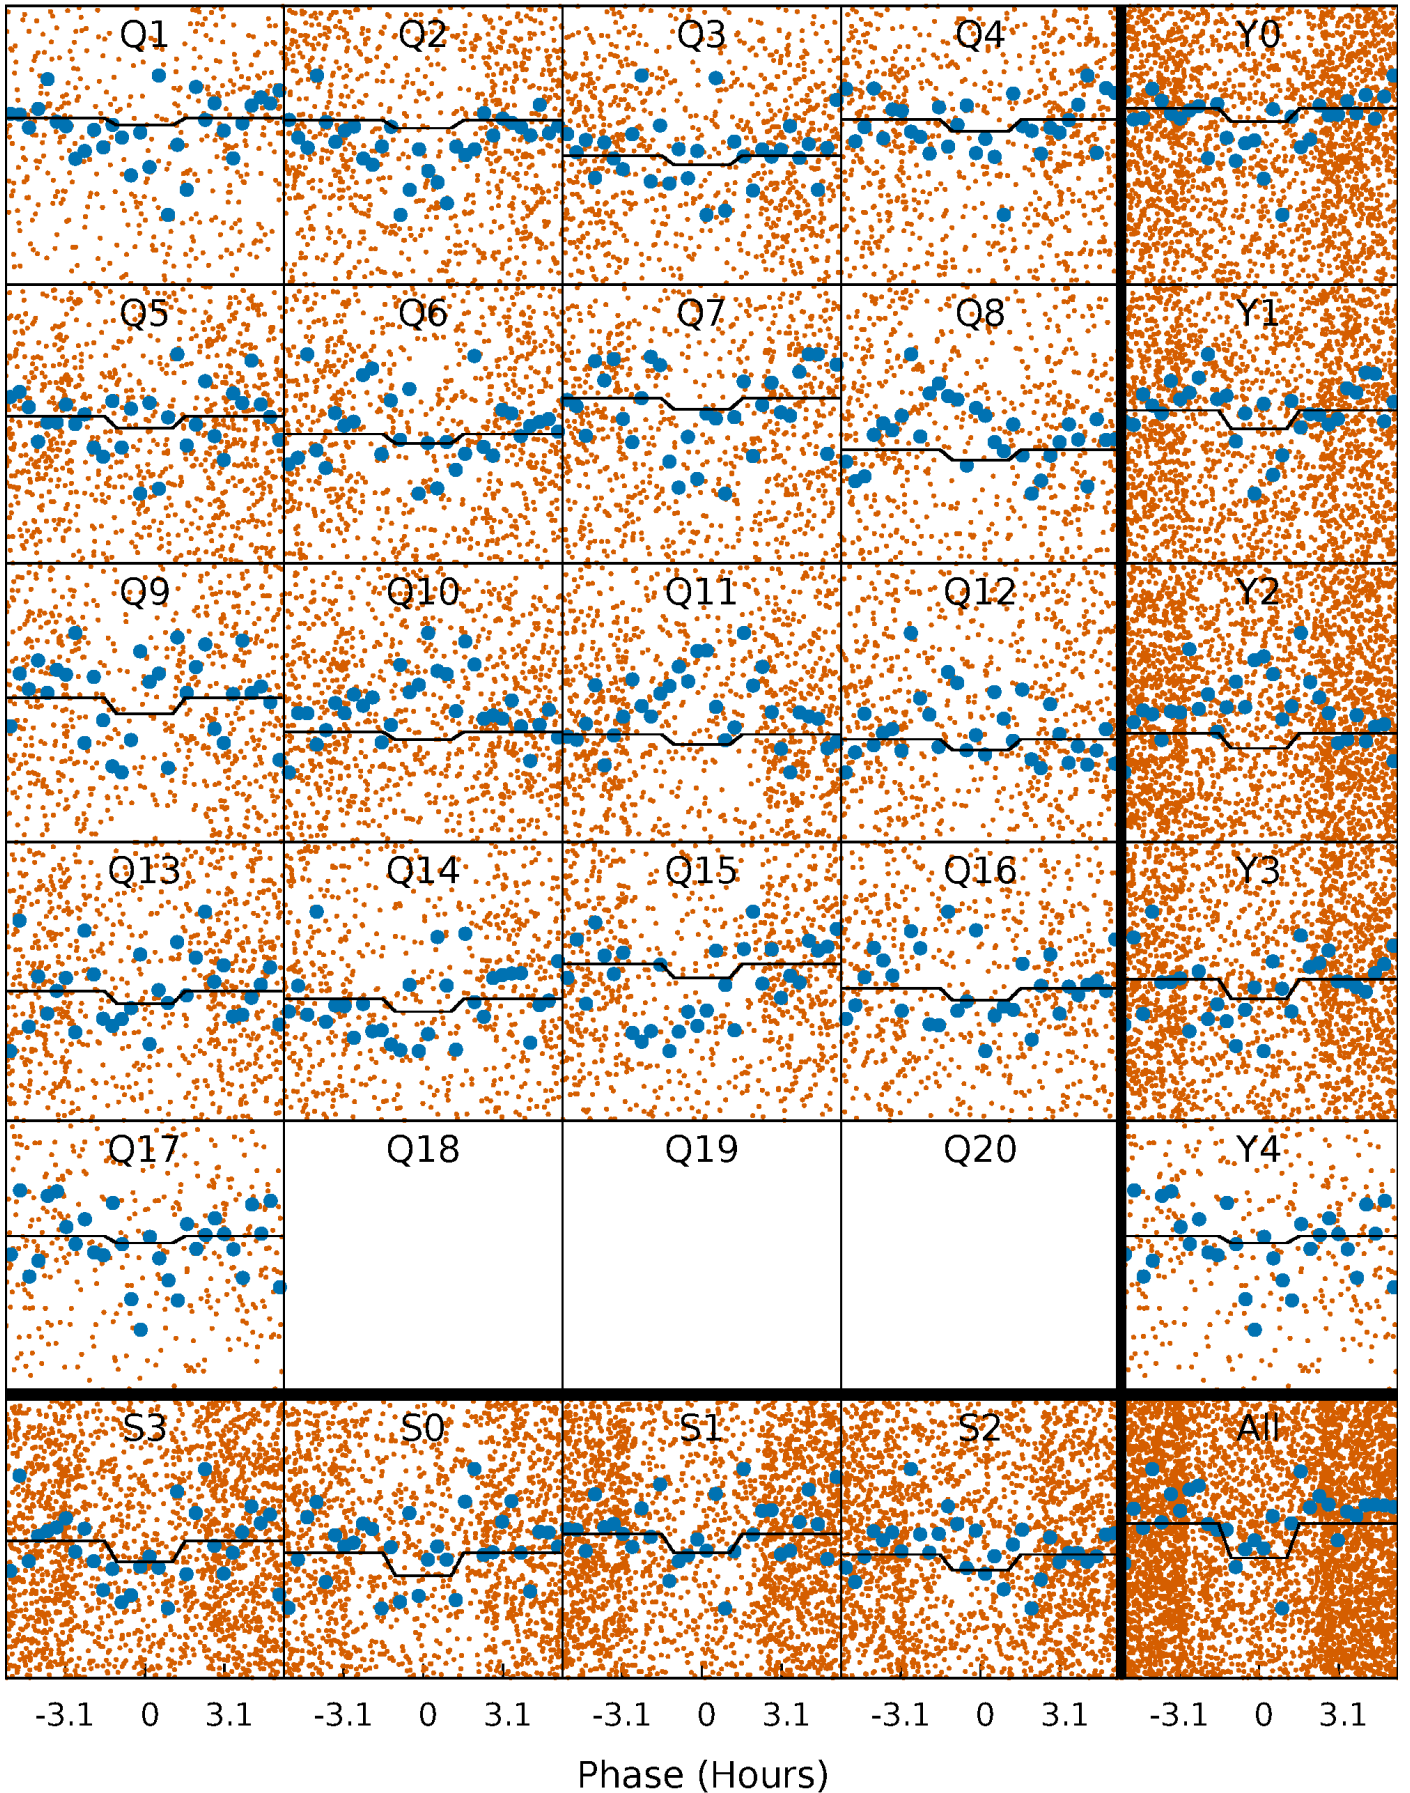 Q1 Q2 Q3 Q4 Y0
Q5 Q6 Q7 Q8 Y1
Q9 Q10 Q11 Q12 Y2
Q13 Q14 Q15 Q16 Y3
Q17 Q18 Q19 Q20 Y4
S3 S0 S1 S2 All
-3.1 0 3.1 -3.1 0 3.1 -3.1 0 3.1 -3.1 0 3.1 -3.1 0 3.1
Phase (Hours)